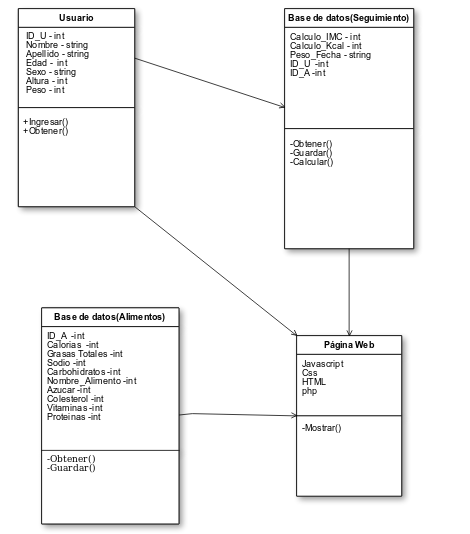 Usuario
ID_U - int
Nombre - string
Apellido - string
Edad - int
Sexo - string
Altura - int
Peso - int
+Ingresar()
+Obtener()
Base de datos(Seguimiento)
Calculo_IMC - int
Calculo_Kcal - int
Peso_Fecha - string
ID_U -int
ID_A -int
-Obtener()
-Guardar()
-Calcular()
Base de datos(Alimentos)
ID_A -int
Calorias -int
Grasas Totales -int
Sodio -int
Carbohidratos -int
Nombre_Alimento -int
Azucar -int
Colesterol -int
Vitaminas -int
Proteinas -int
-Obtener()
-Guardar()
Página Web
Javascript
Css
HTML
php
-Mostrar()